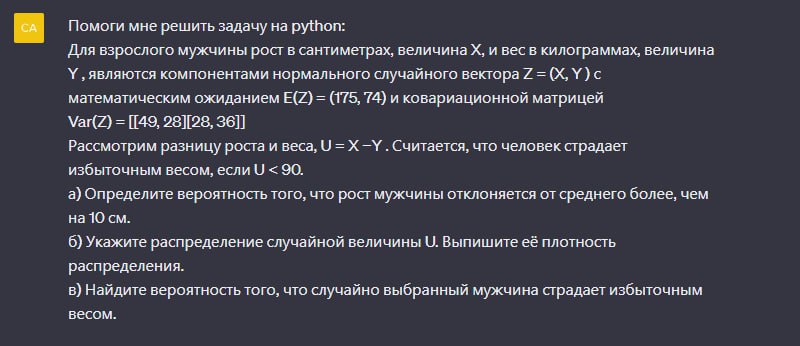 CA
Помоги мне решить задачу на python:
Для взрослого мужчины рост в сантиметрах, величина X, и вес в килограммах, величина
Y , являются компонентами нормального случайного вектора Z = (X, Y ) с
математическим ожиданием E(Z) = (175, 74) и ковариационной матрицей
Var(Z) = [[49, 28][28, 36]]
Рассмотрим разницу роста и веса, U = X −Y . Считается, что человек страдает
избыточным весом, если U < 90.
а) Определите вероятность того, что рост мужчины отклоняется от среднего более, чем
на 10 см.
б) Укажите распределение случайной величины U. Выпишите её плотность
распределения.
в) Найдите вероятность того, что случайно выбранный мужчина страдает избыточным
весом.